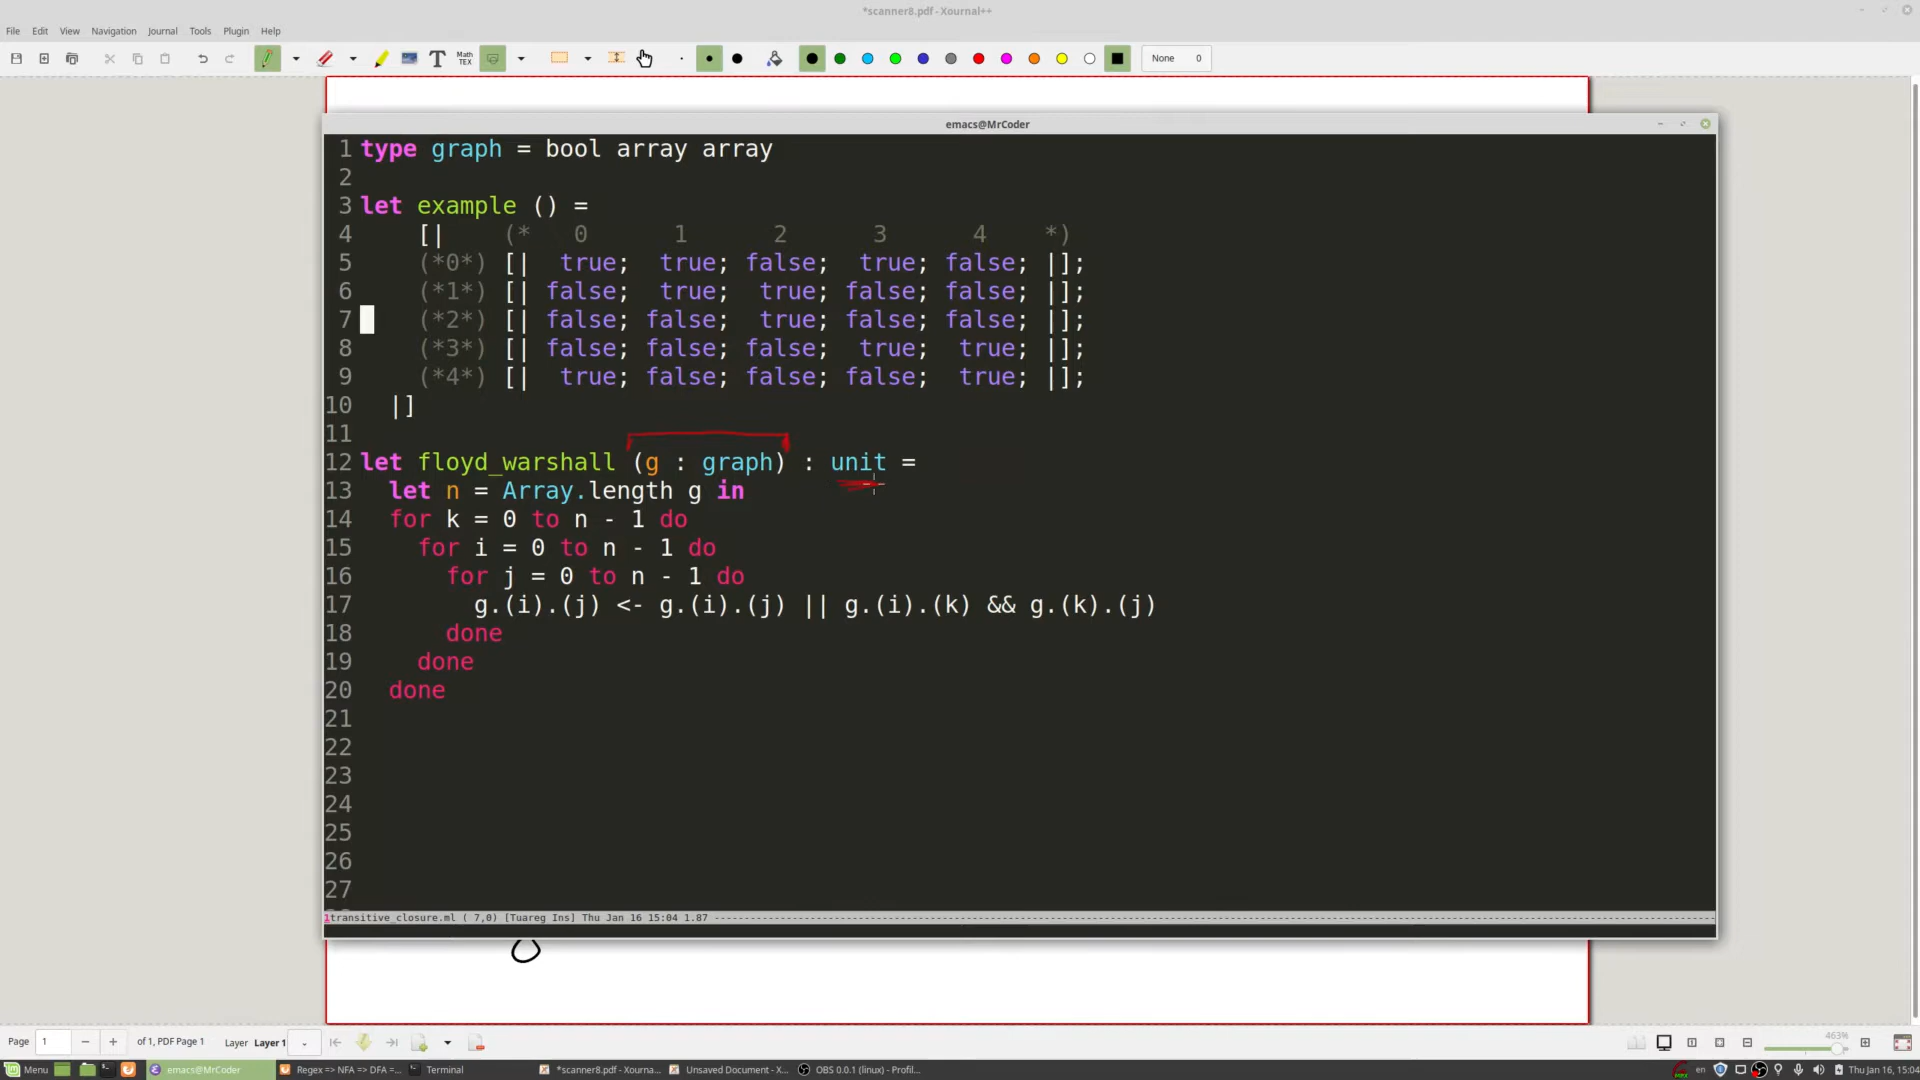 *scanner8.pdf - Xournal++
File Edit View Navigation Journal Tools Plugin Help
Math TEX None 0
emacs@MrCoder
1 type graph = bool array array
2
3 let example () =
4     [|    (*   0      1      2      3      4    *)
5     (*0*) [|  true;  true; false;  true; false; |];
6     (*1*) [| false;  true;  true; false; false; |];
7     (*2*) [| false; false;  true; false; false; |];
8     (*3*) [| false; false; false;  true;  true; |];
9     (*4*) [|  true; false; false; false;  true; |];
10   |]
11
12 let floyd_warshall (g : graph) : unit =
13   let n = Array.length g in
14   for k = 0 to n - 1 do
15     for i = 0 to n - 1 do
16       for j = 0 to n - 1 do
17         g.(i).(j) <- g.(i).(j) || g.(i).(k) && g.(k).(j)
18       done
19     done
20   done
21
22
23
24
25
26
27
1transitive_closure.ml ( 7,0) [Tuareg Ins] Thu Jan 16 15:04 1.87
Page 1 of 1, PDF Page 1 Layer Layer 1 463%
Menu emacs@MrCoder Regex => NFA => DFA =... Terminal *scanner8.pdf - Xourna... Unsaved Document - X... OBS 0.0.1 (linux) - Profil... en Thu Jan 16, 15:04